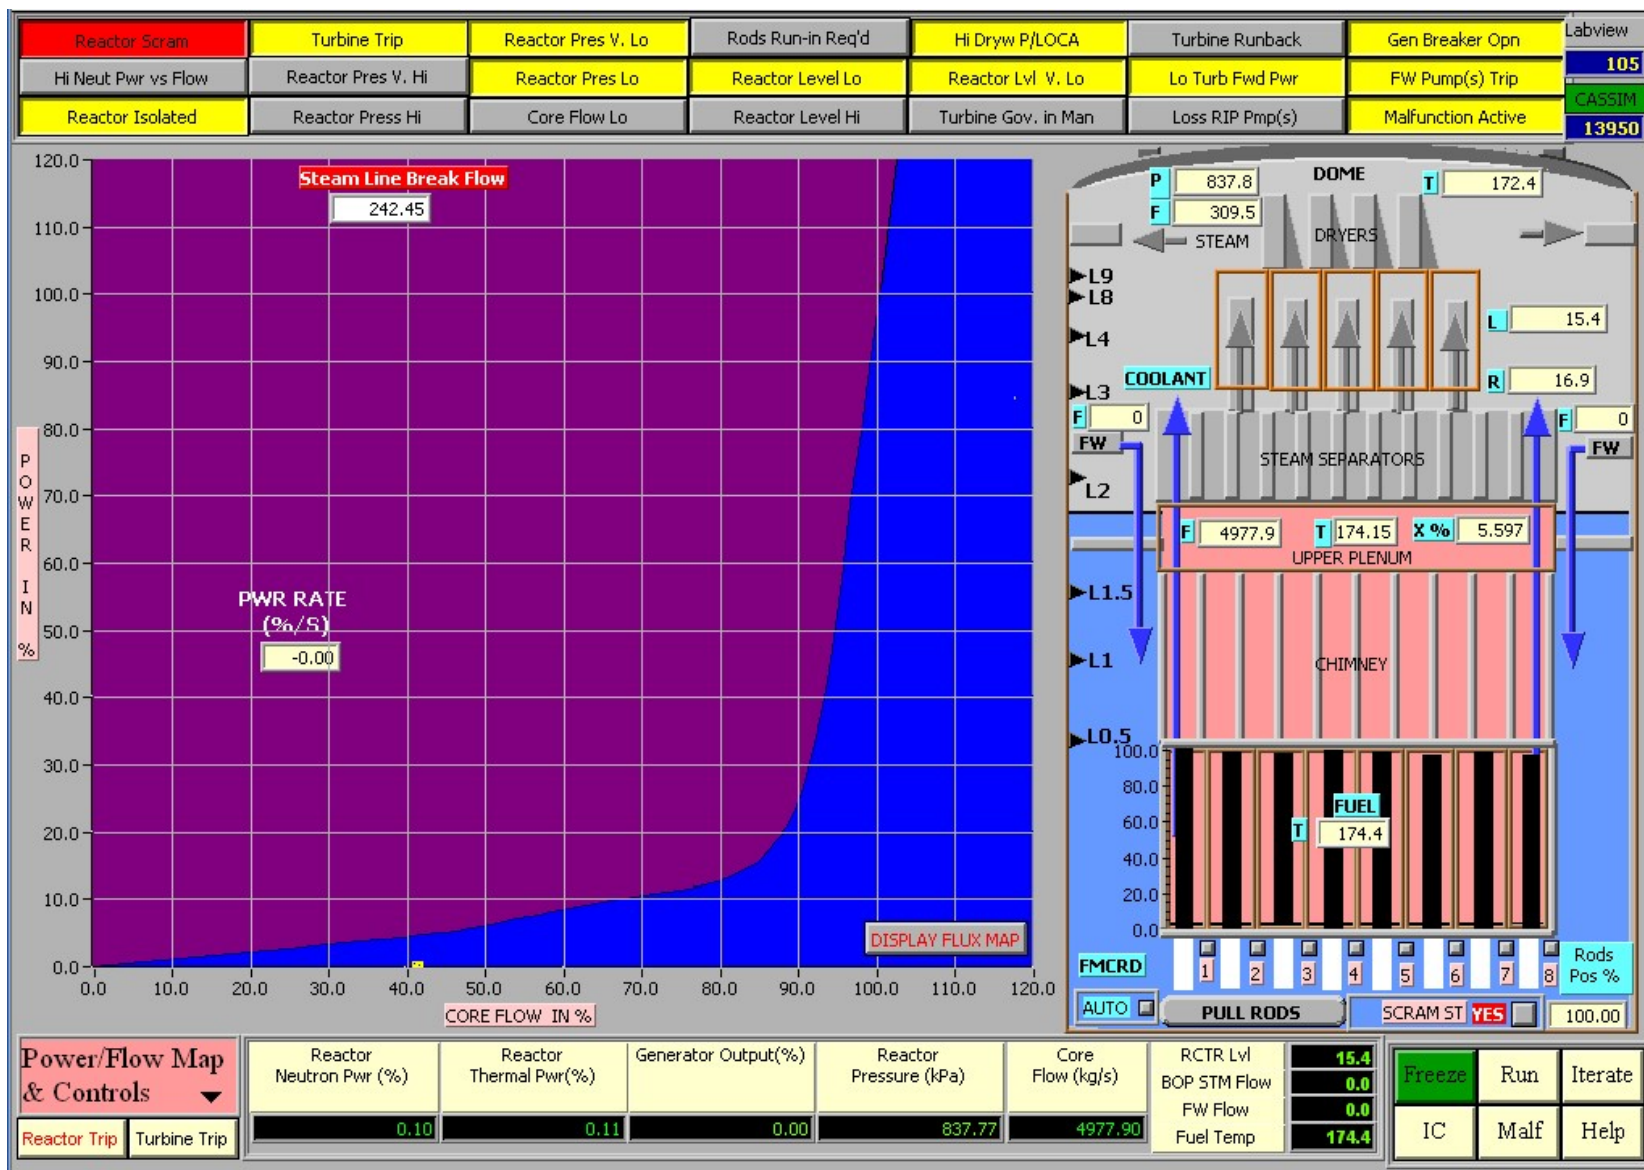 Reactor Scram
Turbine Trip
Reactor Pres V. Lo
Rods Run-in Req'd
Hi Dryw P/LOCA
Turbine Runback
Gen Breaker Opn
Labview
105
Hi Neut Pwr vs Flow
Reactor Pres V. Hi
Reactor Pres Lo
Reactor Level Lo
Reactor Lvl V. Lo
Lo Turb Fwd Pwr
FW Pump(s) Trip
CASSIM
13950
Reactor Isolated
Reactor Press Hi
Core Flow Lo
Reactor Level Hi
Turbine Gov. in Man
Loss RIP Pmp(s)
Malfunction Active
120.0
110.0
100.0
90.0
80.0
70.0
60.0
50.0
40.0
30.0
20.0
10.0
0.0
POWER IN %
Steam Line Break Flow
242.45
PWR RATE
(%/S)
-0.00
DISPLAY FLUX MAP
0.0 10.0 20.0 30.0 40.0 50.0 60.0 70.0 80.0 90.0 100.0 110.0 120.0
CORE FLOW IN %
P 837.8
DOME
T 172.4
F 309.5
STEAM
DRYERS
L9
L8
L4
L3
L2
L1.5
L1
L0.5
L 15.4
COOLANT
R 16.9
F 0
FW
F 0
FW
STEAM SEPARATORS
F 4977.9
T 174.15
X % 5.597
UPPER PLENUM
CHIMNEY
100.0
80.0
60.0
40.0
20.0
0.0
FUEL
T 174.4
FMCRD
1 2 3 4 5 6 7 8
Rods
Pos %
AUTO
PULL RODS
SCRAM ST YES
100.00
Power/Flow Map
& Controls
Reactor Trip
Turbine Trip
Reactor
Neutron Pwr (%)
0.10
Reactor
Thermal Pwr(%)
0.11
Generator Output(%)
0.00
Reactor
Pressure (kPa)
837.77
Core
Flow (kg/s)
4977.90
RCTR Lvl 15.4
BOP STM Flow 0.0
FW Flow 0.0
Fuel Temp 174.4
Freeze
Run
Iterate
IC
Malf
Help